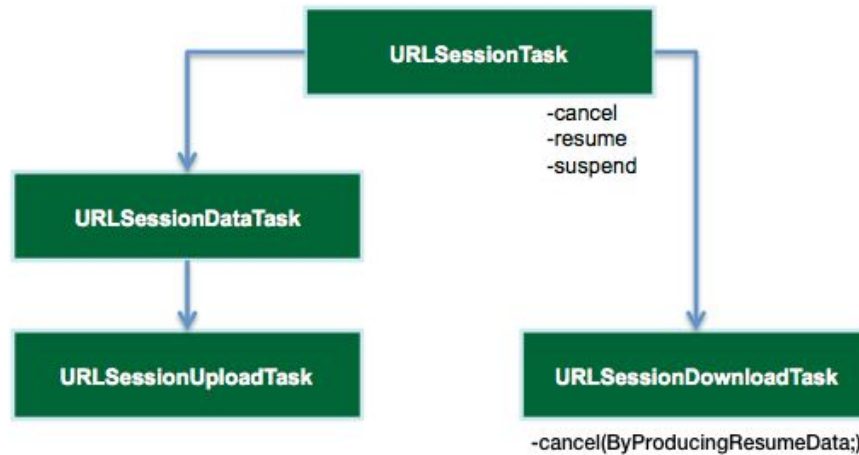 URLSessionTask
-cancel
-resume
-suspend
URLSessionDataTask
URLSessionUploadTask
URLSessionDownloadTask
-cancel(ByProducingResumeData;)